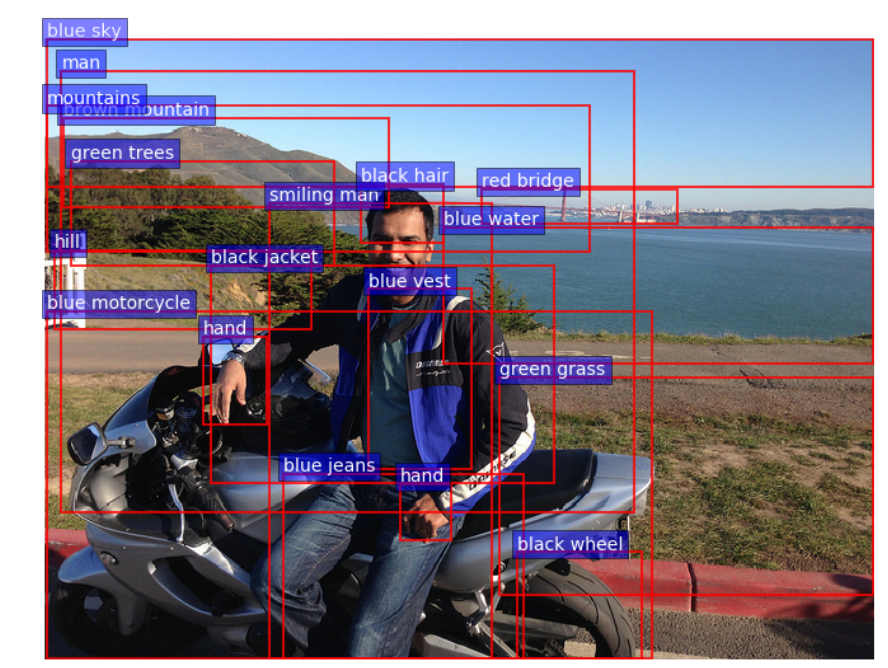 blue sky
man
mountains
brown mountain
green trees
black hair
red bridge
smiling man
blue water
hill
black jacket
blue vest
blue motorcycle
hand
green grass
blue jeans
hand
black wheel